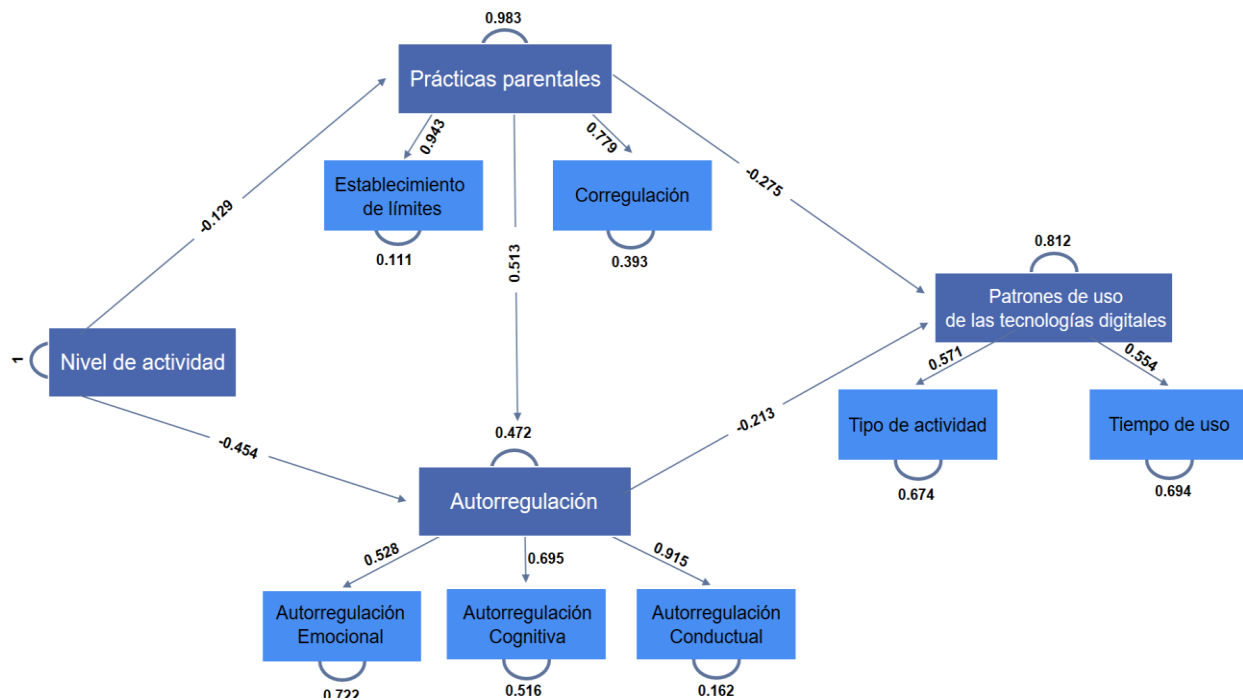 0.983
Prácticas parentales
0.943
0.779
Establecimiento
de límites
Corregulación
-0.129
-0.275
0.111
0.393
0.513
0.812
Patrones de uso
de las tecnologías digitales
1
Nivel de actividad
0.571
0.554
Tipo de actividad
Tiempo de uso
-0.213
-0.454
0.472
0.674
0.694
Autorregulación
0.528
0.695
0.915
Autorregulación
Emocional
Autorregulación
Cognitiva
Autorregulación
Conductual
0.722
0.516
0.162